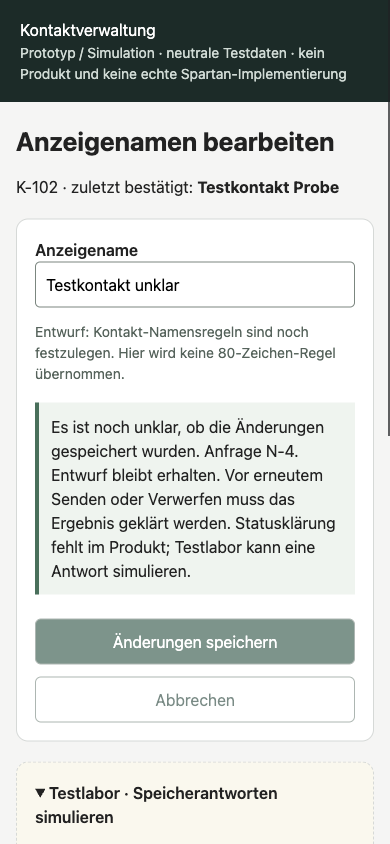 Kontaktverwaltung
Prototyp / Simulation · neutrale Testdaten · kein
Produkt und keine echte Spartan-Implementierung
Anzeigenamen bearbeiten
K-102 · zuletzt bestätigt: Testkontakt Probe
Anzeigename
Testkontakt unklar
Entwurf: Kontakt-Namensregeln sind noch
festzulegen. Hier wird keine 80-Zeichen-Regel
übernommen.
Es ist noch unklar, ob die Änderungen
gespeichert wurden. Anfrage N-4.
Entwurf bleibt erhalten. Vor erneutem
Senden oder Verwerfen muss das
Ergebnis geklärt werden. Statusklärung
fehlt im Produkt; Testlabor kann eine
Antwort simulieren.
Änderungen speichern
Abbrechen
▼ Testlabor · Speicherantworten
simulieren